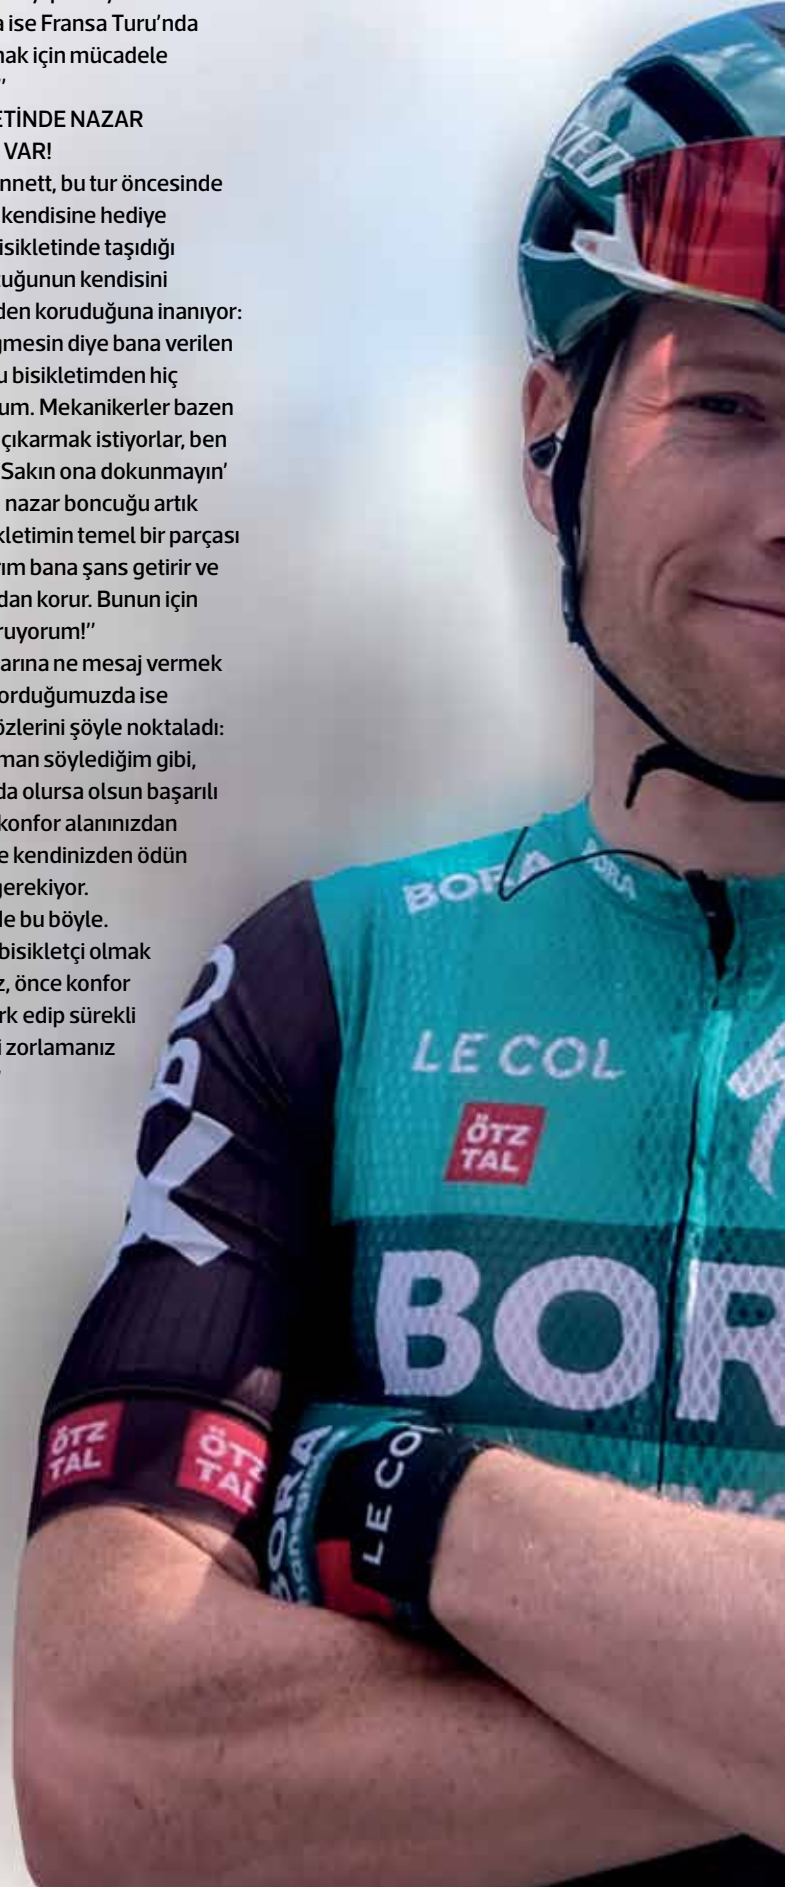 a ise Fransa Turu'nda
mak için mücadele
"
ETİNDE NAZAR
VAR!
nnett, bu tur öncesinde
kendisine hediye
isikletinde taşıdığı
uğunun kendisini
den koruduğuna inanıyor:
ğmesin diye bana verilen
u bisikletimden hiç
um. Mekanikerler bazen
çıkarmak istiyorlar, ben
Sakın ona dokunmayın'
nazar boncuğu artık
kletimin temel bir parçası
ım bana şans getirir ve
dan korur. Bunun için
ruyorum!"
arına ne mesaj vermek
orduğumuzda ise
özlerini şöyle noktaladı:
man söylediğim gibi,
da olursa olsun başarılı
konfor alanınızdan
e kendinizden ödün
gerekiyor.
de bu böyle.
bisikletçi olmak
z, önce konfor
rk edip sürekli
i zorlamanız
BORA
BORA
LE COL
ÖTZ
TAL
BOR
ÖTZ
TAL
ÖTZ
TAL
BORA
hansgrohe
LE CO